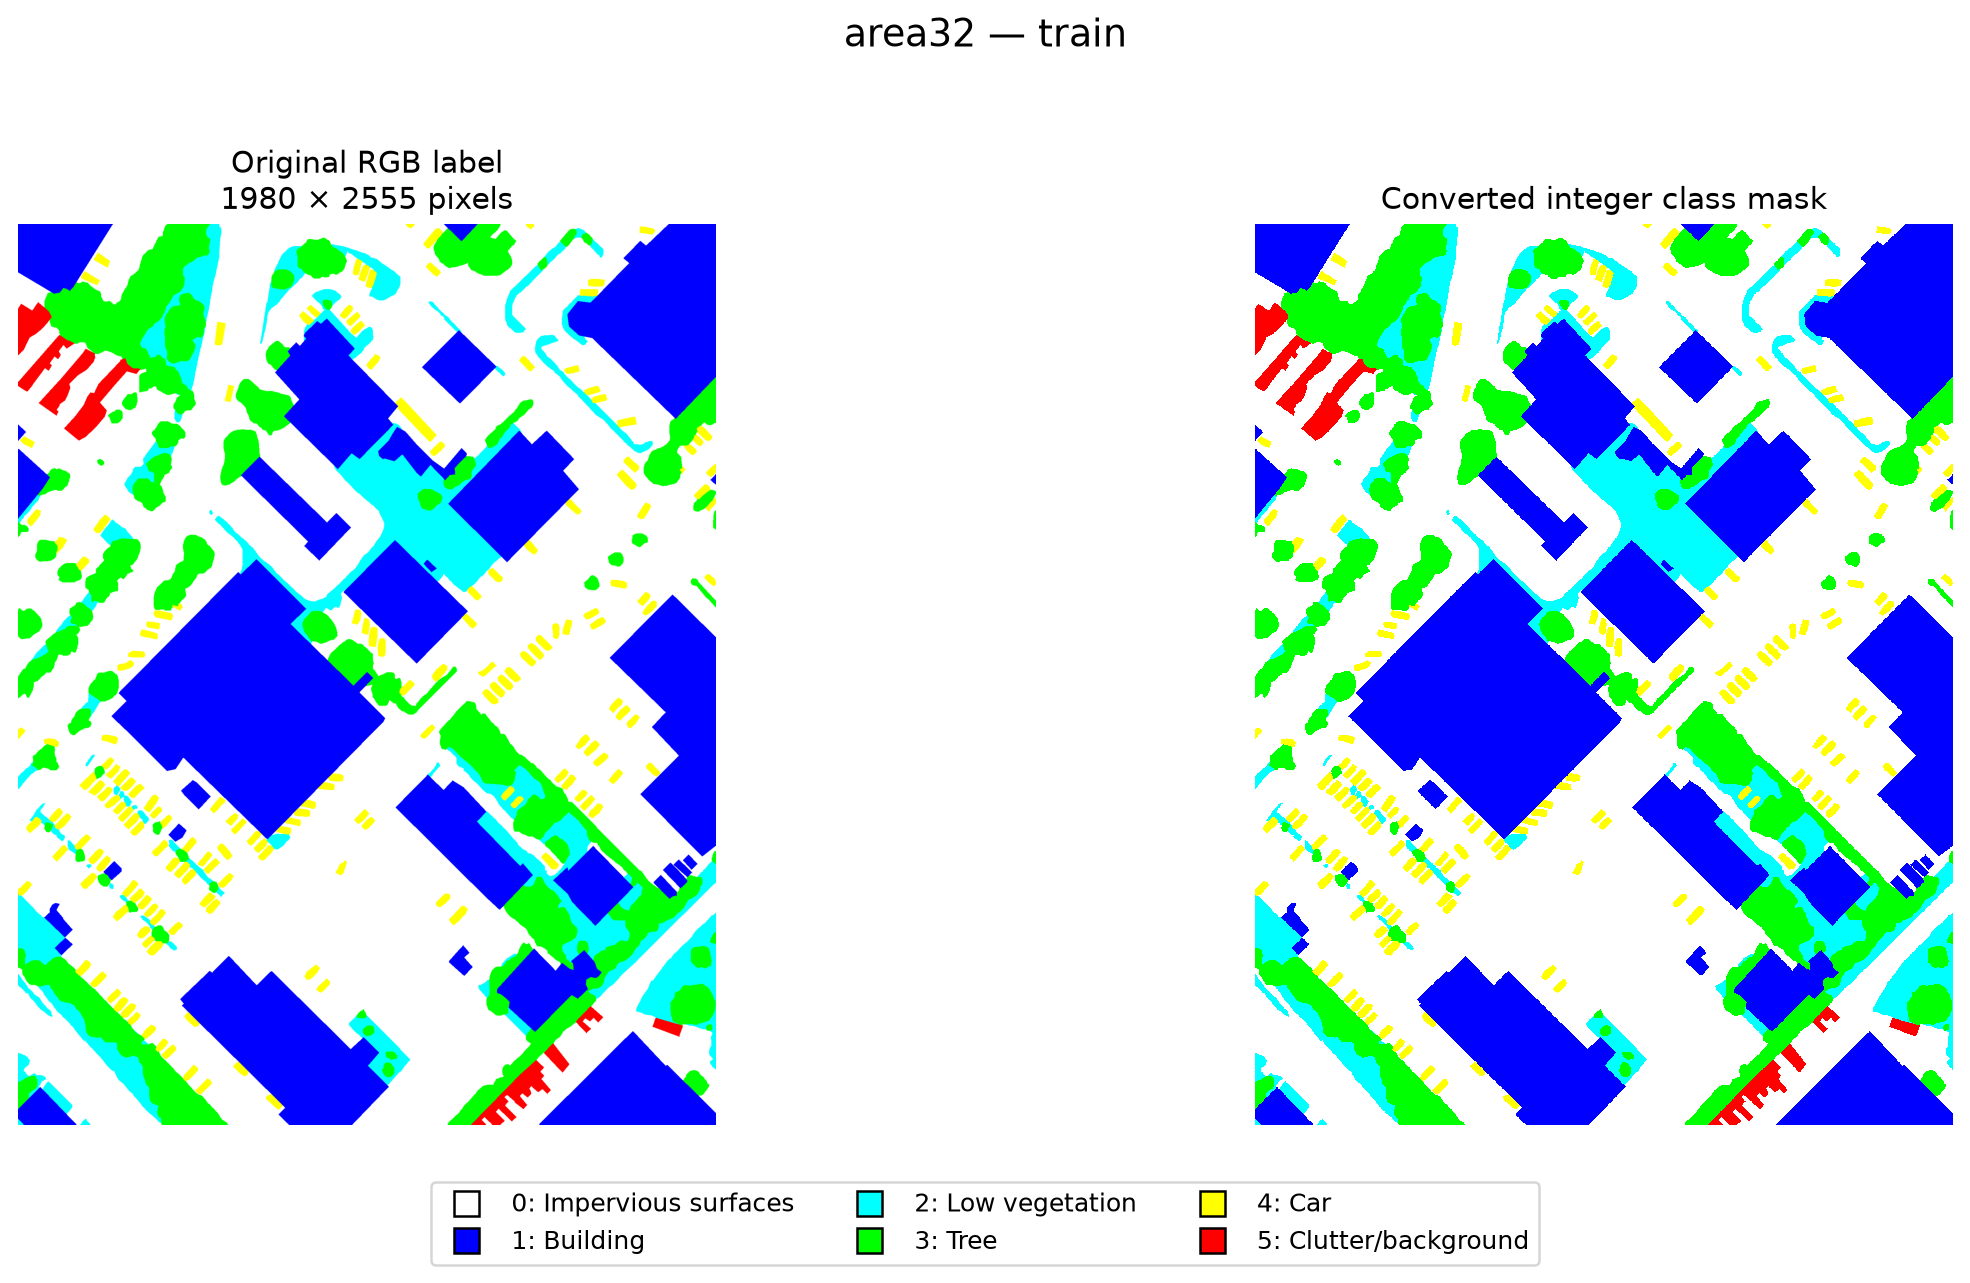 area32 — train
Original RGB label
1980 × 2555 pixels
Converted integer class mask
0: Impervious surfaces
1: Building
2: Low vegetation
3: Tree
4: Car
5: Clutter/background